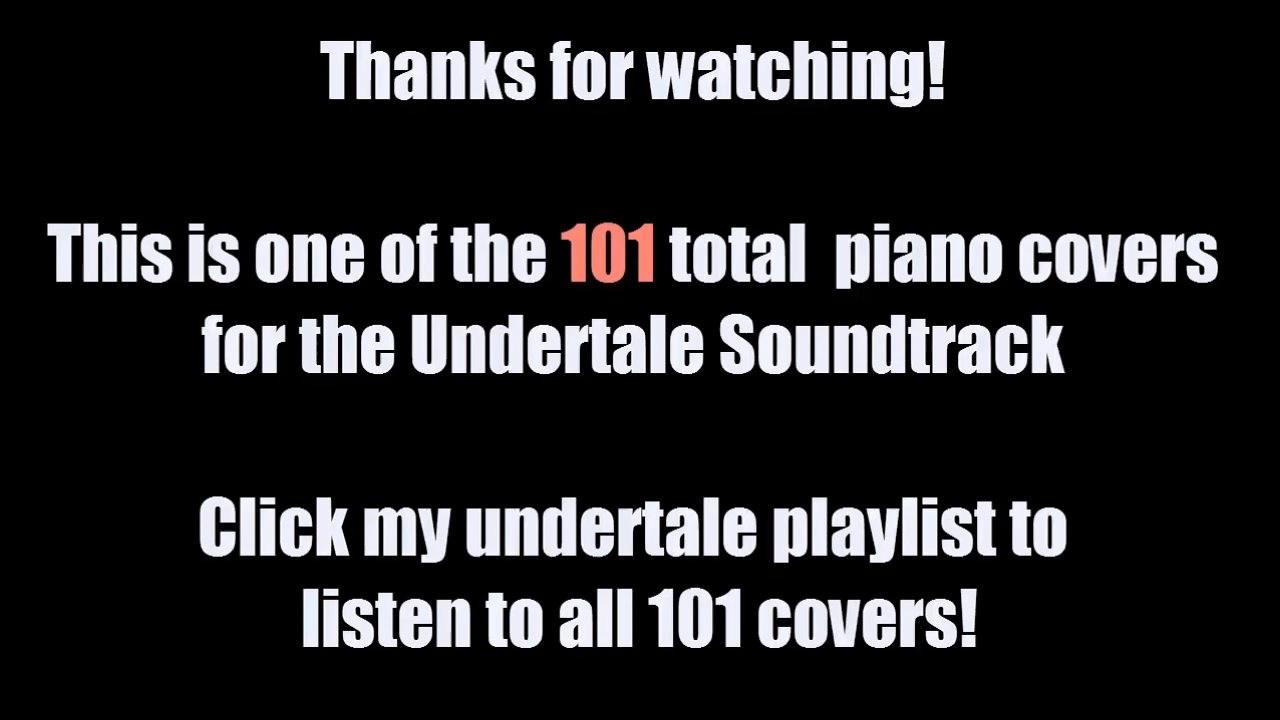 Thanks for watching!
This is one of the 101 total  piano covers
for the Undertale Soundtrack
Click my undertale playlist to
listen to all 101 covers!